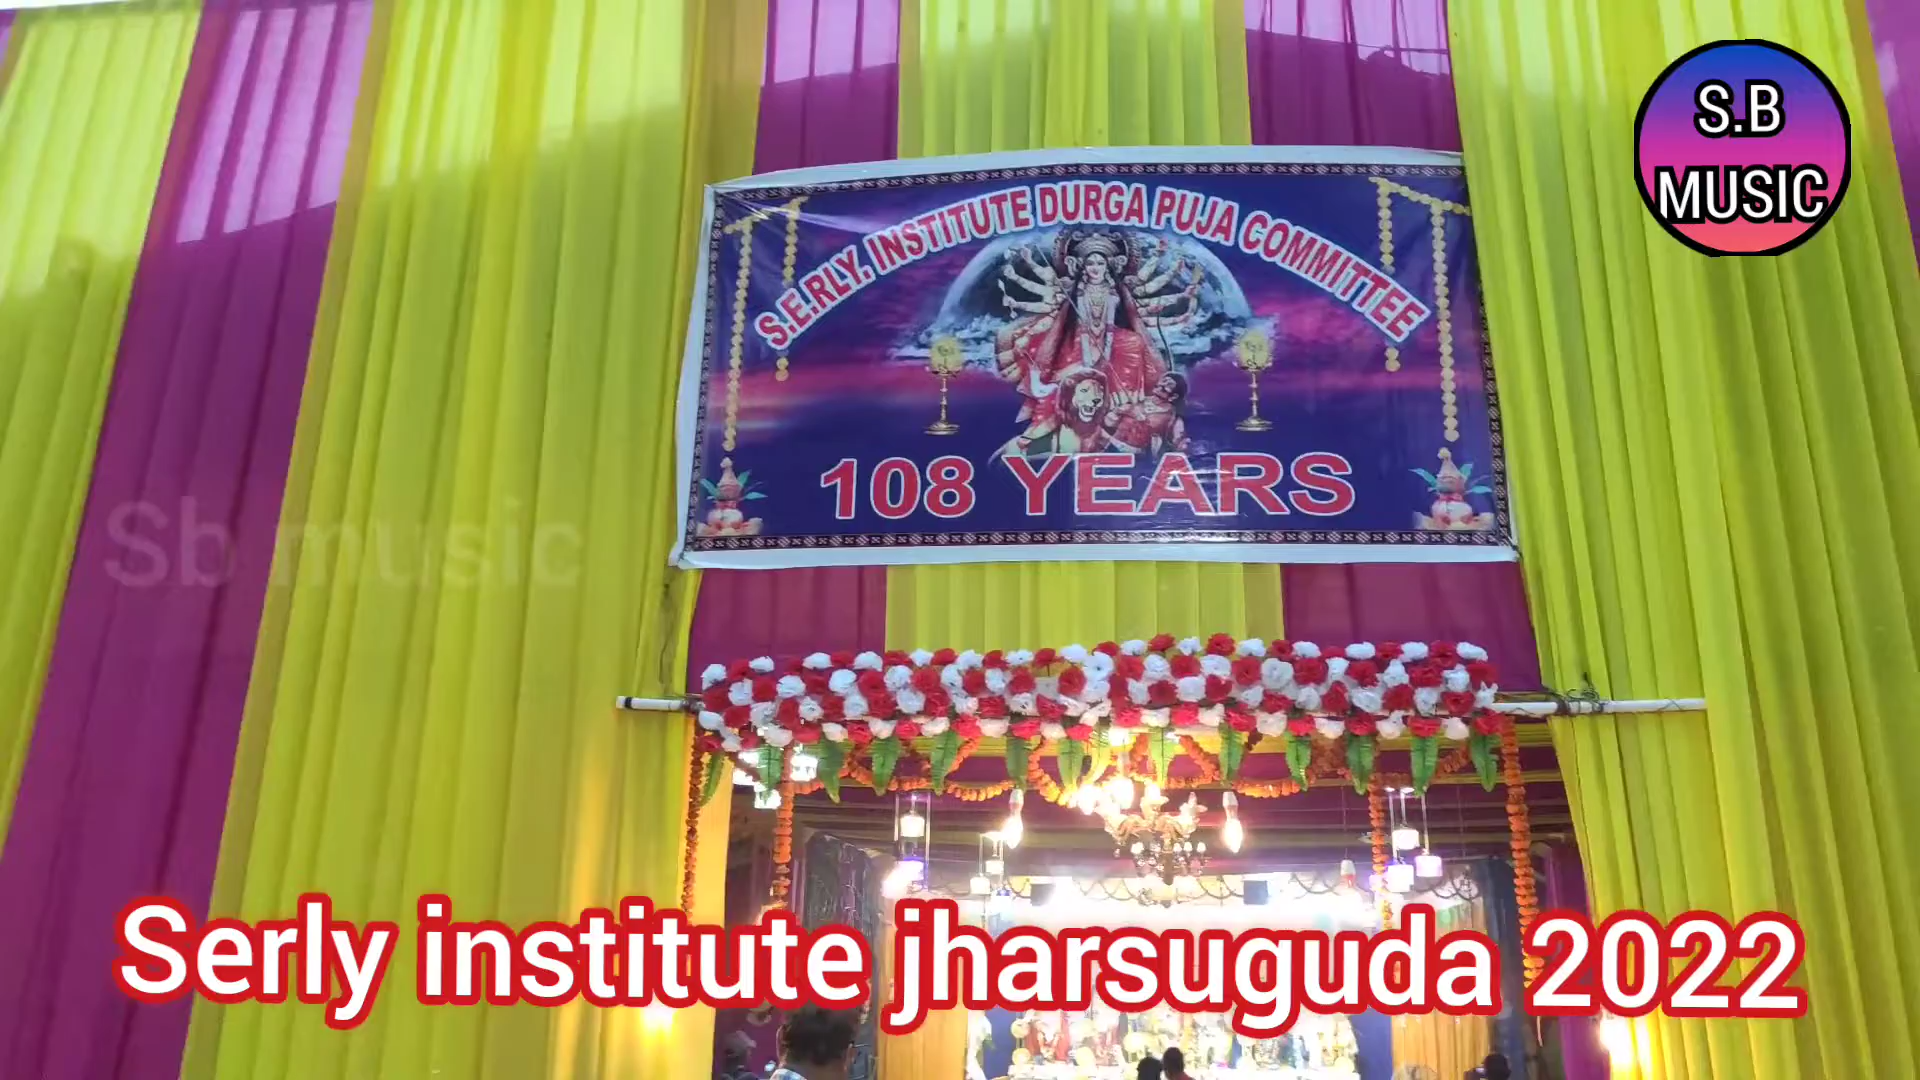 S.B
MUSIC
S.E.RLY, INSTITUTE DURGA PUJA COMMITTEE
108 YEARS
Sb music
Serly institute jharsuguda 2022